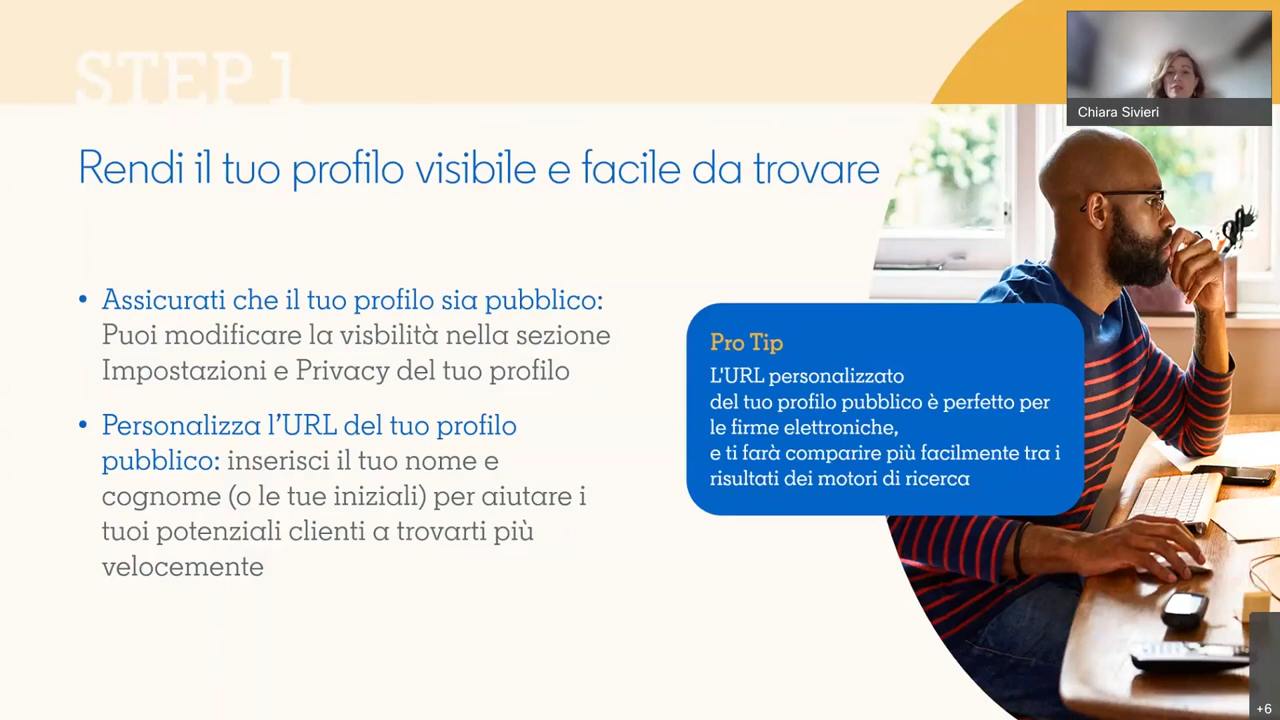 STEP 1
Chiara Sivieri
Rendi il tuo profilo visibile e facile da trovare
• Assicurati che il tuo profilo sia pubblico:
Puoi modificare la visbilità nella sezione
Impostazioni e Privacy del tuo profilo
• Personalizza l’URL del tuo profilo
pubblico: inserisci il tuo nome e
cognome (o le tue iniziali) per aiutare i
tuoi potenziali clienti a trovarti più
velocemente
Pro Tip
L'URL personalizzato
del tuo profilo pubblico è perfetto per
le firme elettroniche,
e ti farà comparire più facilmente tra i
risultati dei motori di ricerca
+6